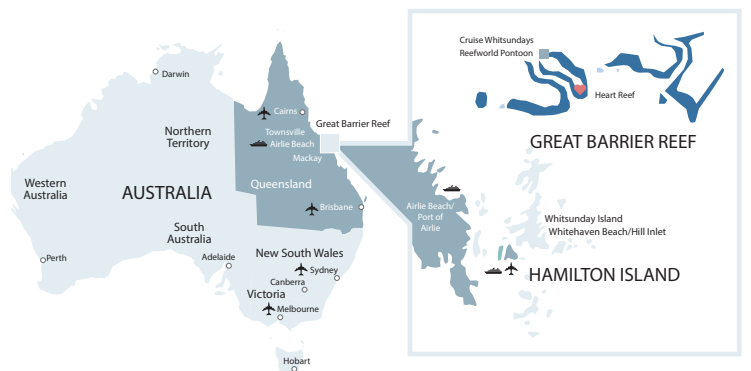 Darwin
Northern
Territory
Western
Australia
AUSTRALIA
South
Australia
Perth
Adelaide
Cairns
Great Barrier Reef
Townsville
Airlie Beach
Mackay
Queensland
Brisbane
New South Wales
Sydney
Canberra
Victoria
Melbourne
Hobart
Cruise Whitsundays
Reefworld Pontoon
Heart Reef
GREAT BARRIER REEF
Airlie Beach/
Port of
Airlie
Whitsunday Island
Whitehaven Beach/Hill Inlet
HAMILTON ISLAND